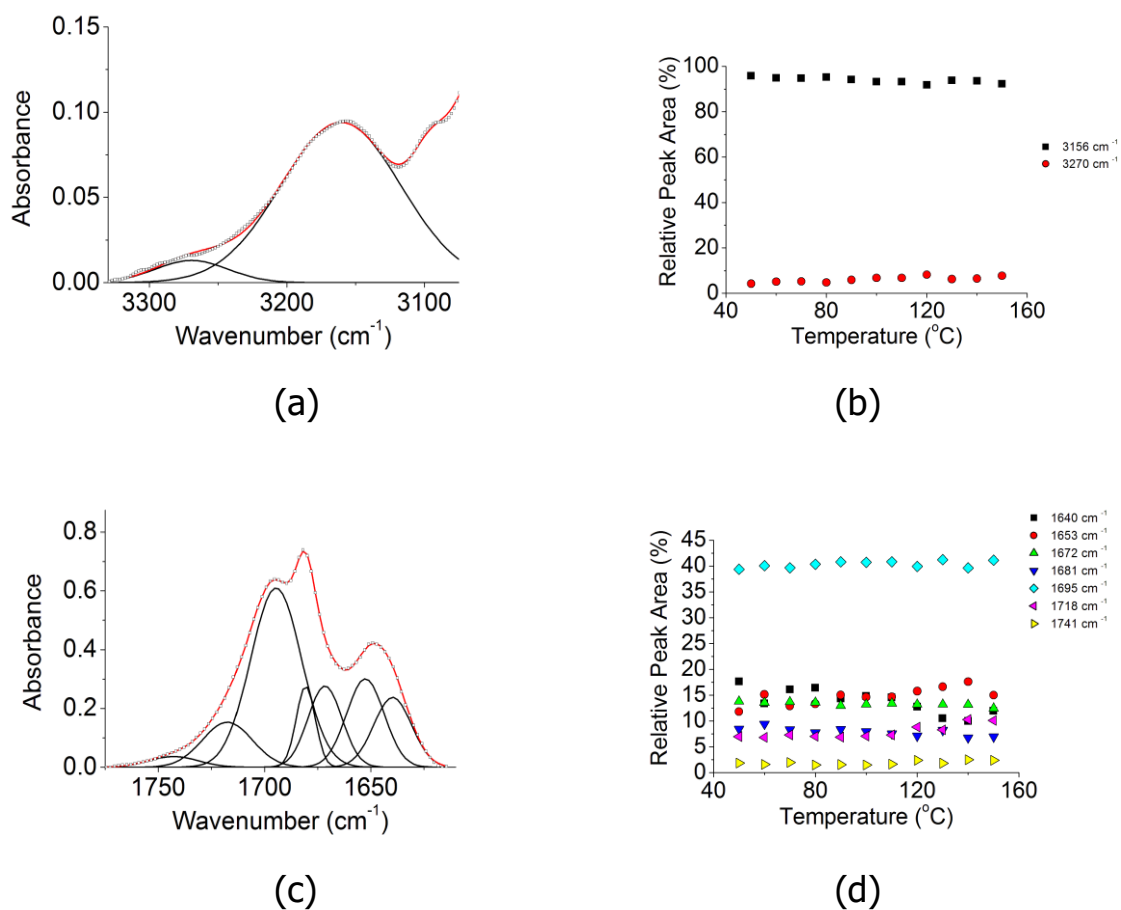 0.15
0.10
0.05
0.00
Absorbance
3300
3200
3100
Wavenumber (cm⁻¹)
(a)
100
80
60
40
20
0
Relative Peak Area (%)
40
80
120
160
Temperature (°C)
3156 cm⁻¹
3270 cm⁻¹
(b)
0.8
0.6
0.4
0.2
0.0
Absorbance
1750
1700
1650
Wavenumber (cm⁻¹)
(c)
45
40
35
30
25
20
15
10
5
0
Relative Peak Area (%)
40
80
120
160
Temperature (°C)
1640 cm⁻¹
1653 cm⁻¹
1672 cm⁻¹
1681 cm⁻¹
1695 cm⁻¹
1718 cm⁻¹
1741 cm⁻¹
(d)